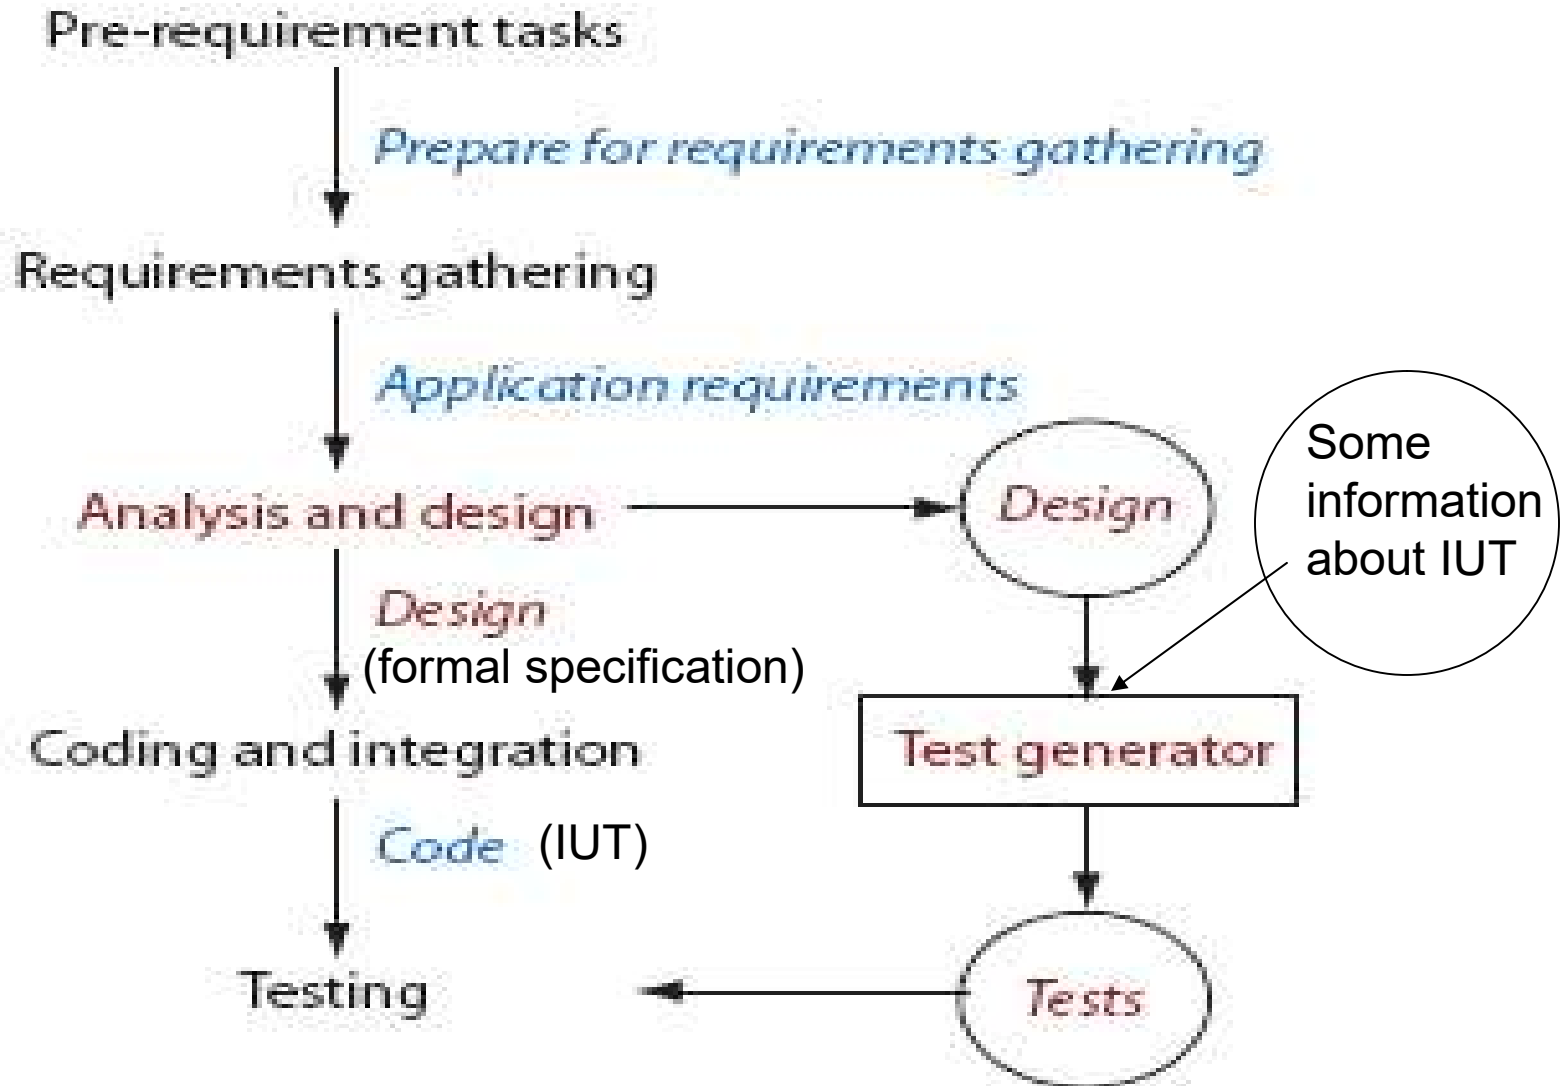 Pre-requirement tasks
Prepare for requirements gathering
Requirements gathering
Application requirements
Analysis and design
Design
Some
information
about IUT
Design
(formal specification)
Coding and integration
Test generator
Code (IUT)
Testing
Tests